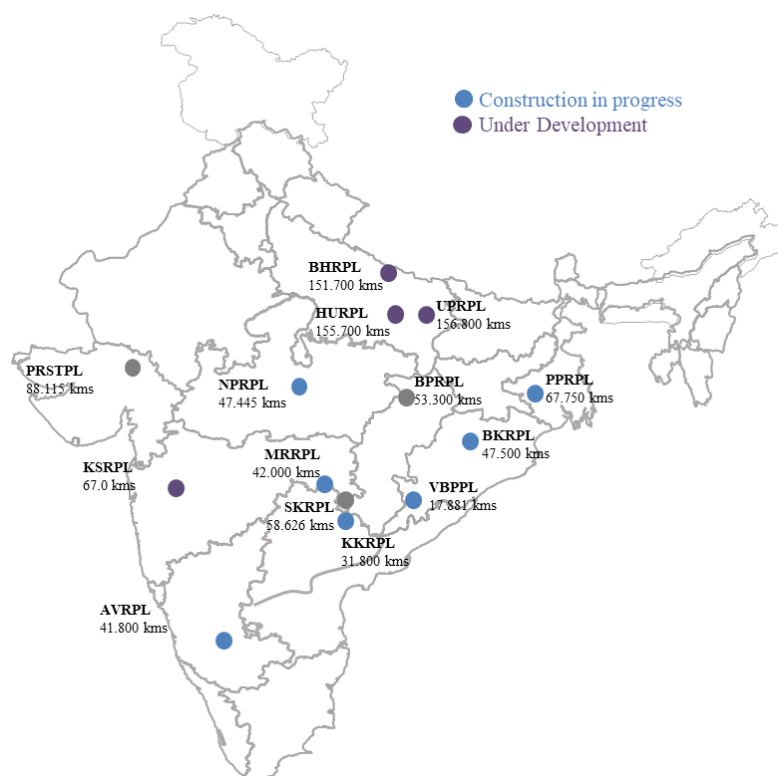 Construction in progress
Under Development
BHRPL
151.700 kms
HURPL
155.700 kms
UPRPL
156.800 kms
PRSTPL
88.115 kms
NPRPL
47.445 kms
BPRPL
53.300 kms
PPRPL
67.750 kms
BKRPL
47.500 kms
MRRPL
42.000 kms
KSRPL
67.0 kms
VBPPL
17.881 kms
SKRPL
58.626 kms
KKRPL
31.800 kms
AVRPL
41.800 kms